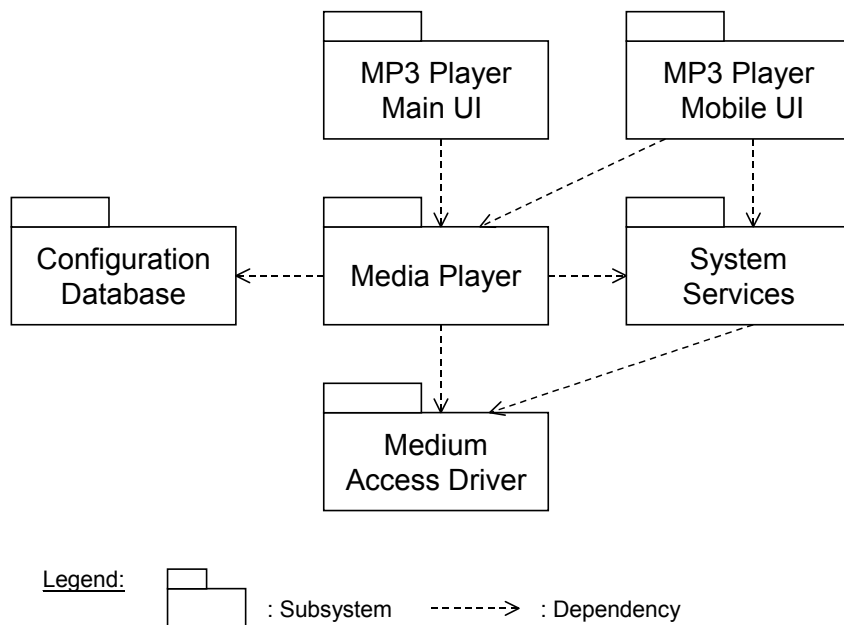 MP3 Player
Main UI
MP3 Player
Mobile UI
Configuration
Database
Media Player
System
Services
Medium
Access Driver
Legend:
: Subsystem
: Dependency